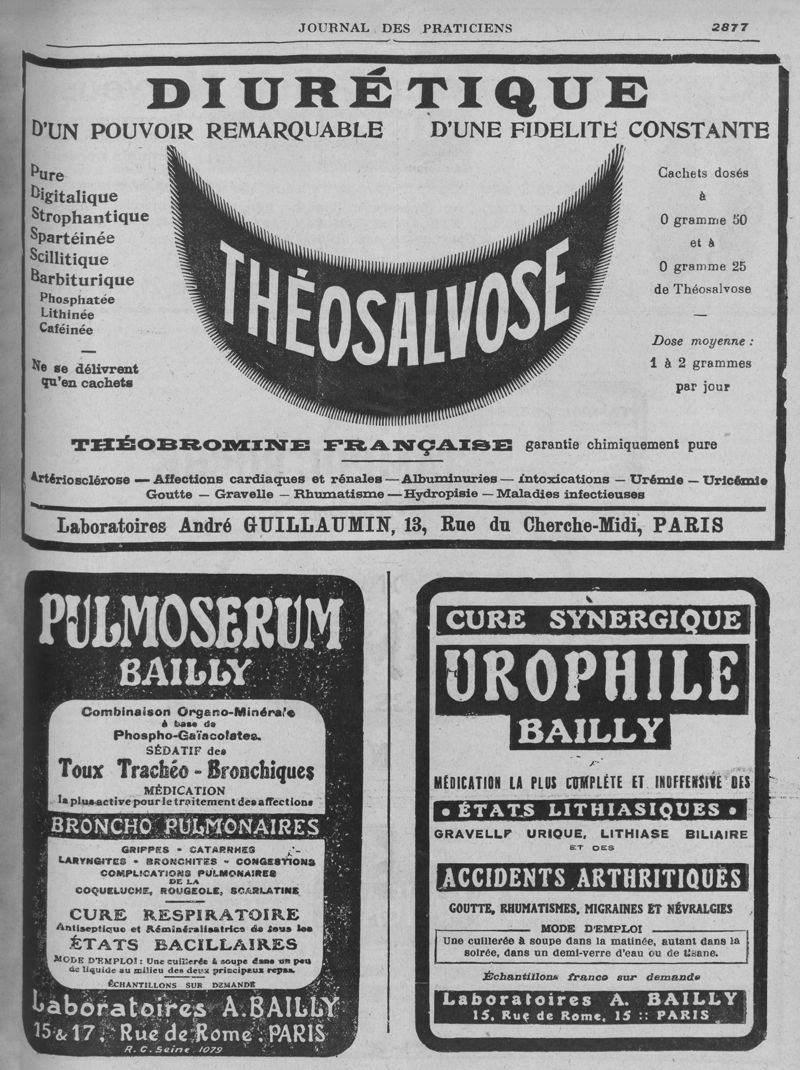 JOURNAL DES PRATICIENS 2877
DIURÉTIQUE
D'UN POUVOIR REMARQUABLE D'UNE FIDELITÉ CONSTANTE
Pure
Digitalique
Strophantique
Spartéinée
Scillitique
Barbiturique
Phosphatée
Lithinée
Caféinée
—
Ne se délivrent
qu'en cachets
THÉOSALVOSE
Cachets dosés
à
0 gramme 50
et à
0 gramme 25
de Théosalvose
—
Dose moyenne :
1 à 2 grammes
par jour
THÉOBROMINE FRANÇAISE garantie chimiquement pure
Artériosclérose — Affections cardiaques et rénales — Albuminuries — Intoxications — Urémie — Uricémie
Goutte — Gravelle — Rhumatisme — Hydropisie — Maladies infectieuses
Laboratoires André GUILLAUMIN, 13, Rue du Cherche-Midi, PARIS
PULMOSERUM
BAILLY
Combinaison Organo-Minérale
à base de
Phospho-Gaïacolates.
SÉDATIF des
Toux Trachéo-Bronchiques
MÉDICATION
la plus active pour le traitement des affections
BRONCHO PULMONAIRES
GRIPPES - CATARRHES
LARYNGITES - BRONCHITES - CONGESTIONS
COMPLICATIONS PULMONAIRES
DE LA
COQUELUCHE, ROUGEOLE, SCARLATINE
CURE RESPIRATOIRE
Antiseptique et Réminéralisatrice de tous les
ÉTATS BACILLAIRES
MODE D'EMPLOI : Une cuillerée à soupe dans un peu
de liquide au milieu des deux principaux repas.
ÉCHANTILLONS SUR DEMANDE
Laboratoires A. BAILLY
15 & 17, Rue de Rome, PARIS
R. C. Seine 1079
CURE SYNERGIQUE
UROPHILE
BAILLY
MÉDICATION LA PLUS COMPLÈTE ET INOFFENSIVE DES
• ÉTATS LITHIASIQUES •
GRAVELLE URIQUE, LITHIASE BILIAIRE
ET DES
ACCIDENTS ARTHRITIQUES
GOUTTE, RHUMATISMES, MIGRAINES ET NÉVRALGIES
MODE D'EMPLOI
Une cuillerée à soupe dans la matinée, autant dans la
soirée, dans un demi-verre d'eau ou de tisane.
Échantillons franco sur demande
Laboratoires A. BAILLY
15, Rue de Rome, 15 :: PARIS